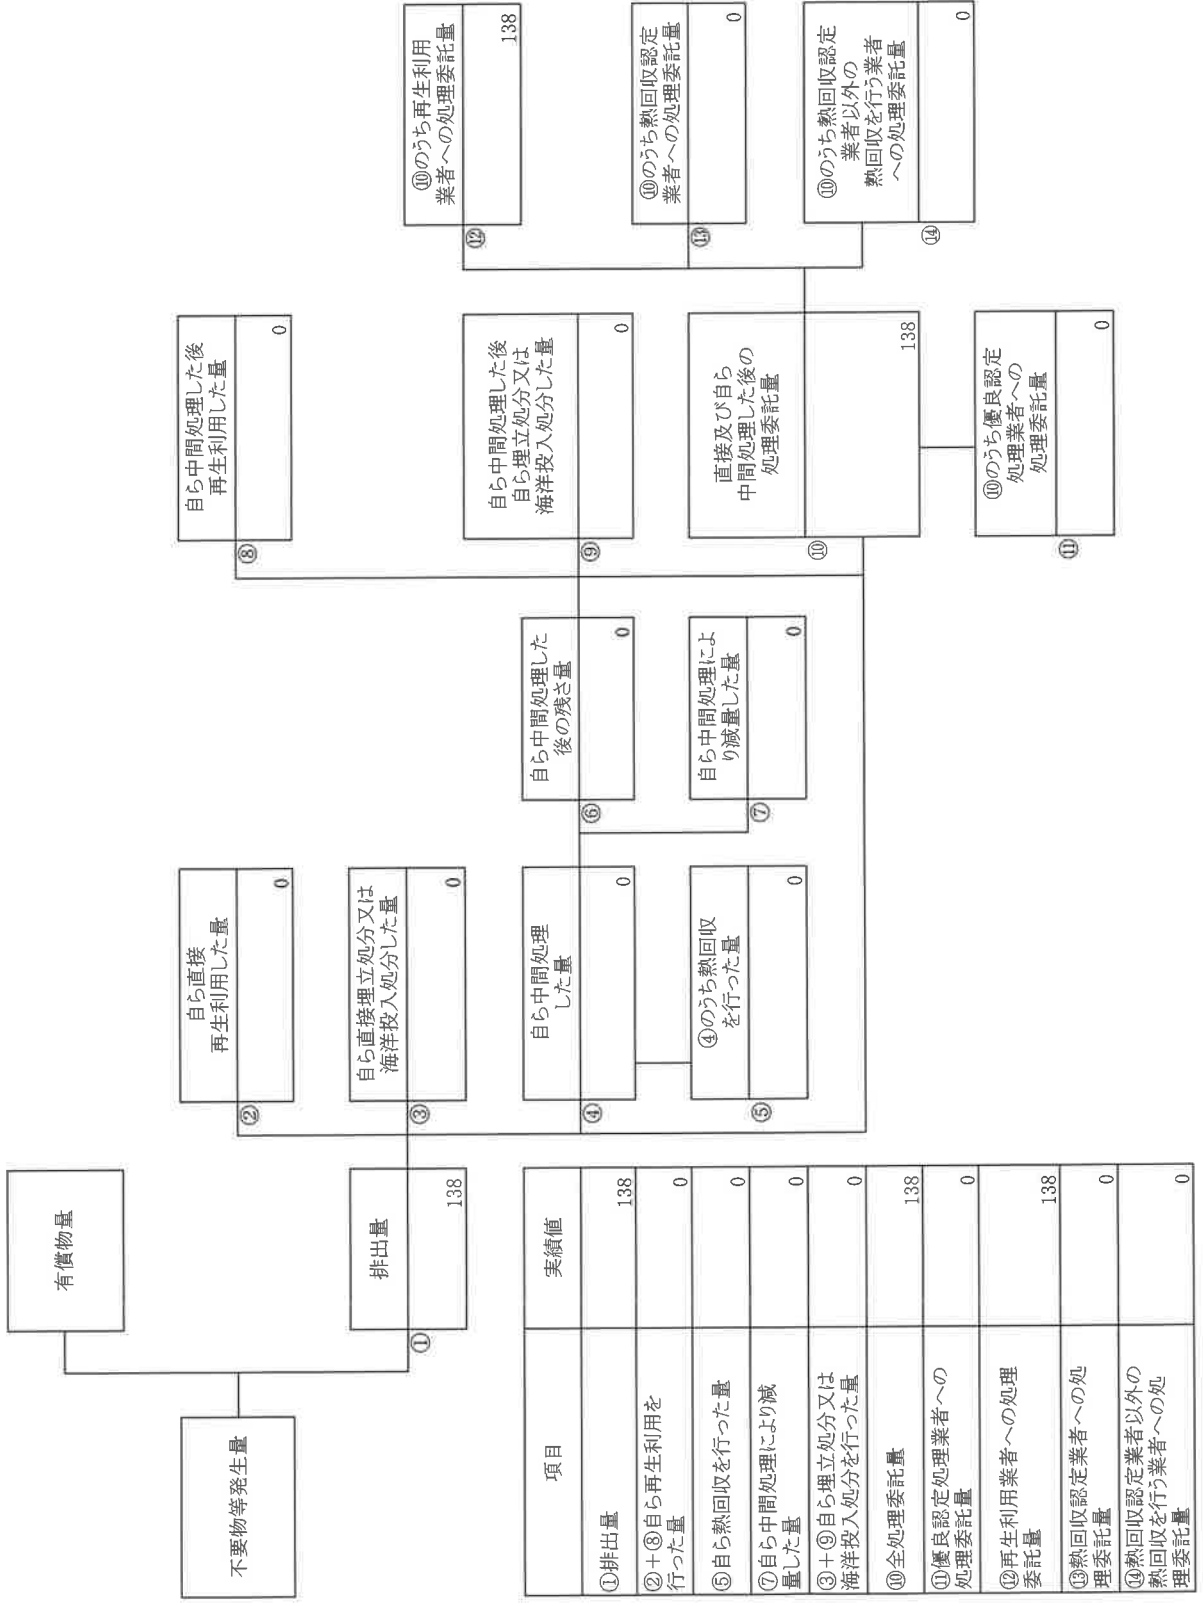 不要物等発生量
有償物量
①
排出量
138
②
自ら直接
再生利用した量
0
③
自ら直接埋立処分又は
海洋投入処分した量
0
④
自ら中間処理
した量
0
⑤
④のうち熱回収
を行った量
0
⑥
自ら中間処理した
後の残さ量
0
⑦
自ら中間処理によ
り減量した量
0
⑧
自ら中間処理した後
再生利用した量
0
⑨
自ら中間処理した後
自ら埋立処分又は
海洋投入処分した量
0
⑩
直接及び自ら
中間処理した後の
処理委託量
138
⑪
⑩のうち優良認定
処理業者への
処理委託量
0
⑫
⑩のうち再生利用
業者への処理委託量
138
⑬
⑩のうち熱回収認定
業者への処理委託量
0
⑭
⑩のうち熱回収認定
業者以外の
熱回収を行う業者
への処理委託量
0
項目
実績値
①排出量
138
②+⑧自ら再生利用を
行った量
0
⑤自ら熱回収を行った量
0
⑦自ら中間処理により減
量した量
0
③+⑨自ら埋立処分又は
海洋投入処分を行った量
0
⑩全処理委託量
138
⑪優良認定処理業者への
処理委託量
0
⑫再生利用業者への処理
委託量
138
⑬熱回収認定業者への処
理委託量
0
⑭熱回収認定業者以外の
熱回収を行う業者への処
理委託量
0